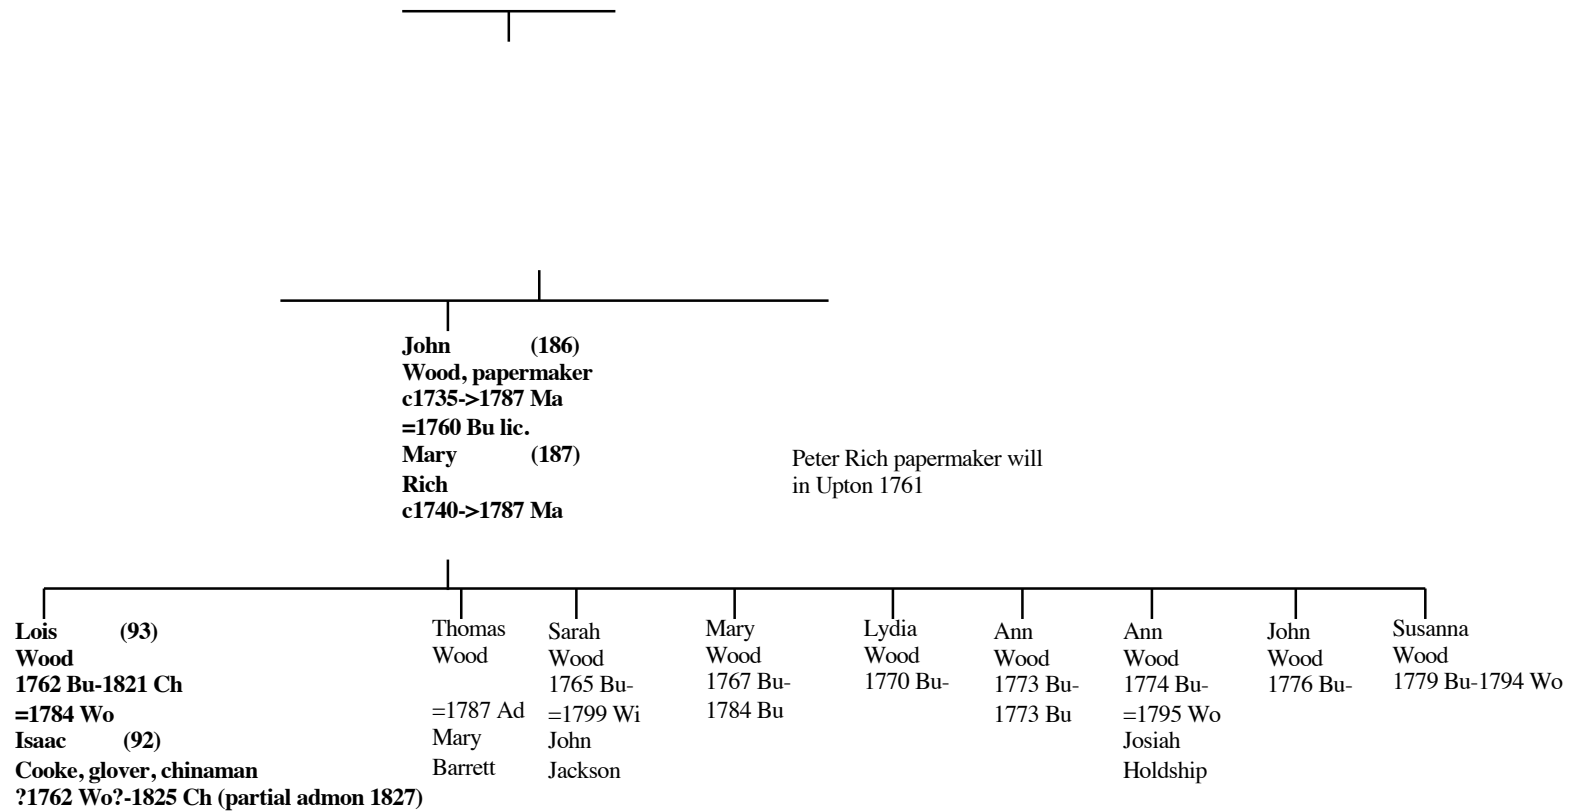 John (186)
Wood, papermaker
c1735->1787 Ma
=1760 Bu lic.
Mary (187)
Rich
c1740->1787 Ma
Peter Rich papermaker will
in Upton 1761
Lois (93)
Wood
1762 Bu-1821 Ch
=1784 Wo
Isaac (92)
Cooke, glover, chinaman
?1762 Wo?-1825 Ch (partial admon 1827)
Thomas
Wood
=1787 Ad
Mary
Barrett
Sarah
Wood
1765 Bu-
=1799 Wi
John
Jackson
Mary
Wood
1767 Bu-
1784 Bu
Lydia
Wood
1770 Bu-
Ann
Wood
1773 Bu-
1773 Bu
Ann
Wood
1774 Bu-
=1795 Wo
Josiah
Holdship
John
Wood
1776 Bu-
Susanna
Wood
1779 Bu-1794 Wo